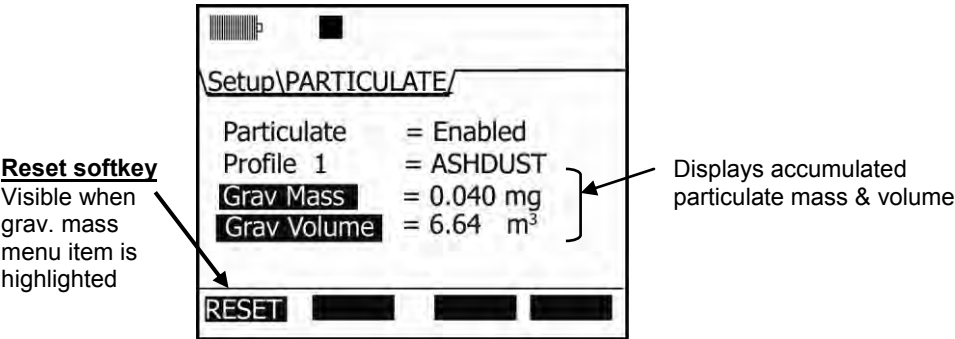 \Setup\PARTICULATE/
Particulate = Enabled
Profile 1 = ASHDUST
Grav Mass = 0.040 mg
Grav Volume = 6.64 m³
RESET
Reset softkey
Visible when
grav. mass
menu item is
highlighted
Displays accumulated
particulate mass & volume